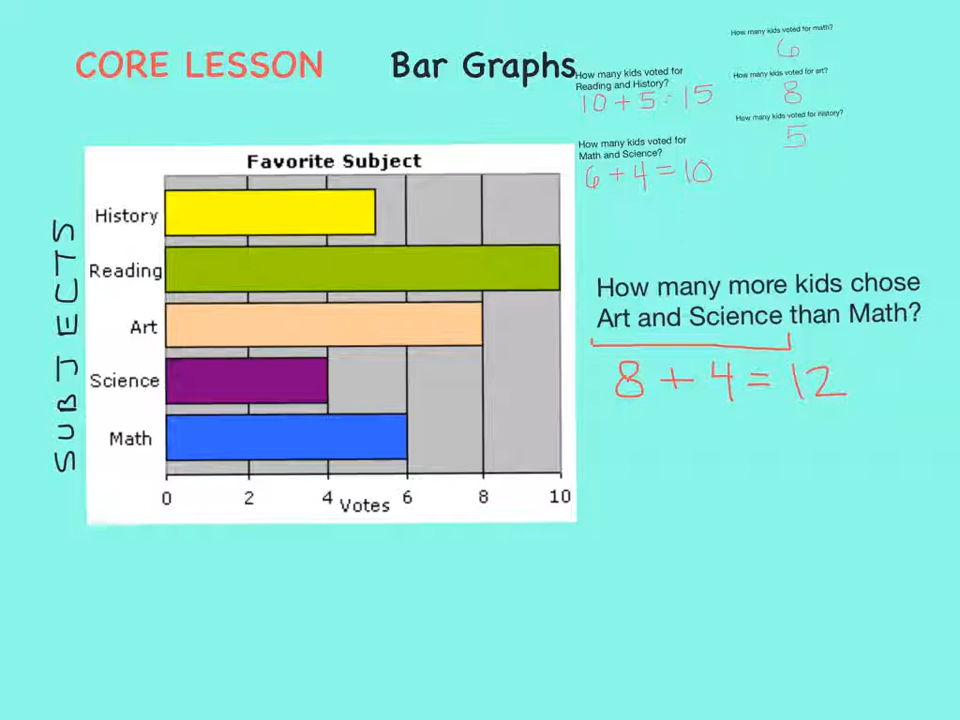 CORE LESSON Bar Graphs
How many kids voted for math?
6
How many kids voted for art?
8
How many kids voted for history?
5
How many kids voted for
Reading and History?
10 + 5 = 15
How many kids voted for
Math and Science?
6 + 4 = 10
SUBJECTS
Favorite Subject
History
Reading
Art
Science
Math
0 2 4 6 8 10
Votes
How many more kids chose
Art and Science than Math?
8 + 4 = 12